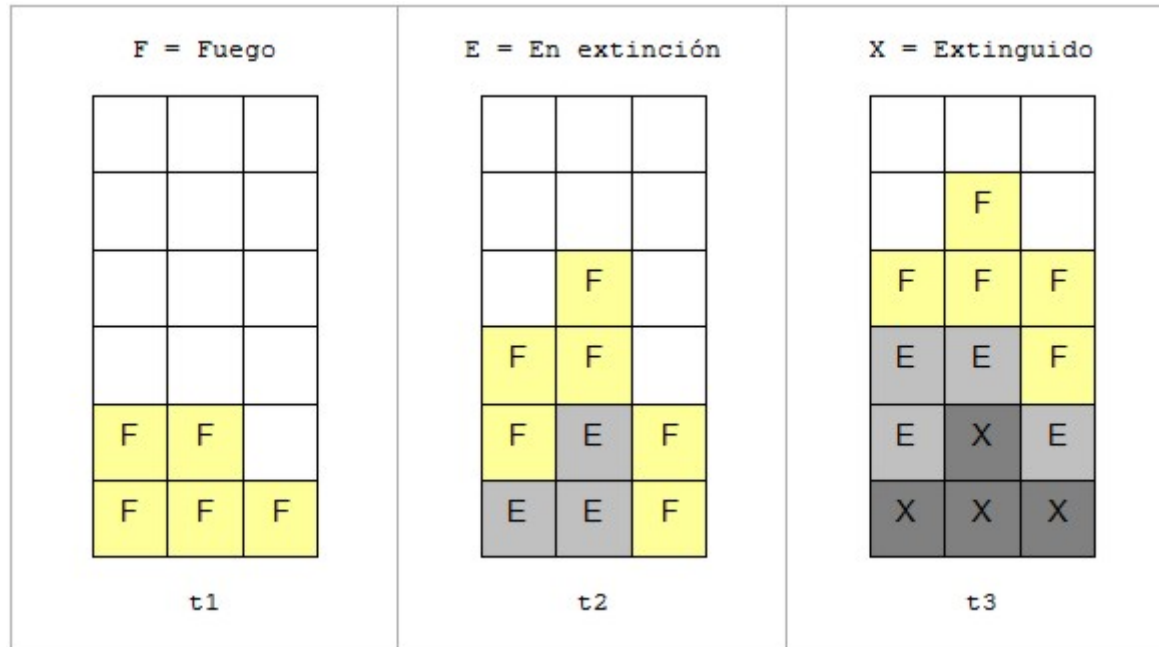 F = Fuego
F F
F F F
t1
E = En extinción
F
F F
F E F
E E F
t2
X = Extinguido
F
F F F
E E F
E X E
X X X
t3